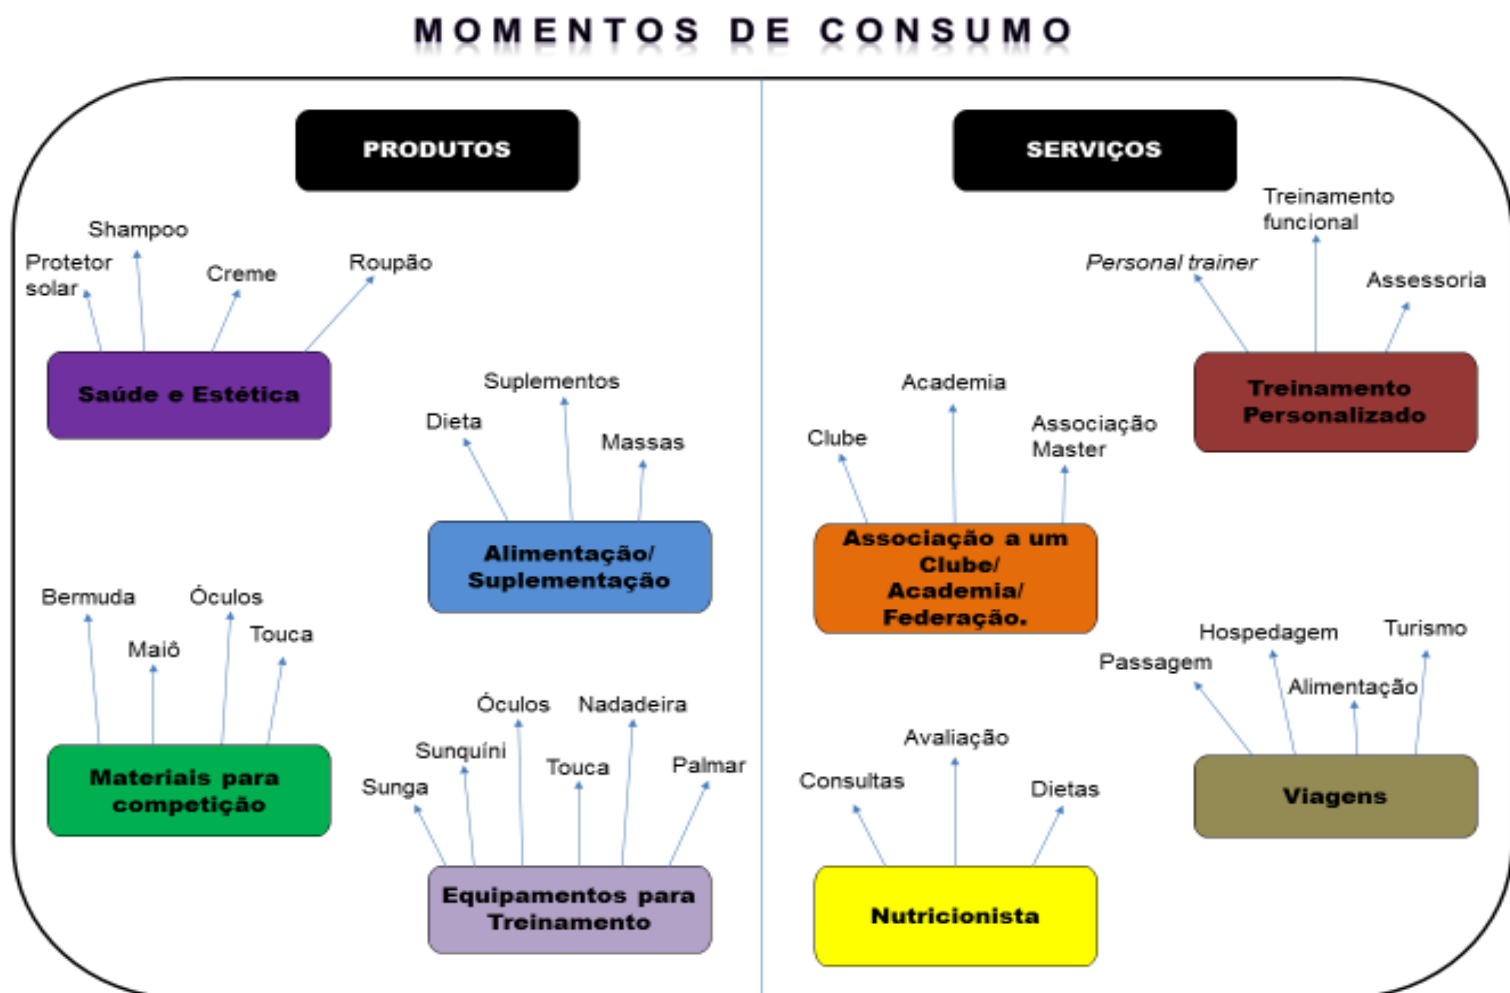 MOMENTOS DE CONSUMO
PRODUTOS
Shampoo
Protetor
solar
Creme
Roupão
Saúde e Estética
Suplementos
Dieta
Massas
Alimentação/
Suplementação
Bermuda
Maiô
Óculos
Touca
Materiais para
competição
Óculos
Nadadeira
Sunquíni
Touca
Palmar
Sunga
Equipamentos para
Treinamento
SERVIÇOS
Treinamento
funcional
Personal trainer
Assessoria
Treinamento
Personalizado
Academia
Clube
Associação
Master
Associação a um
Clube/
Academia/
Federação.
Hospedagem
Turismo
Passagem
Alimentação
Viagens
Avaliação
Consultas
Dietas
Nutricionista